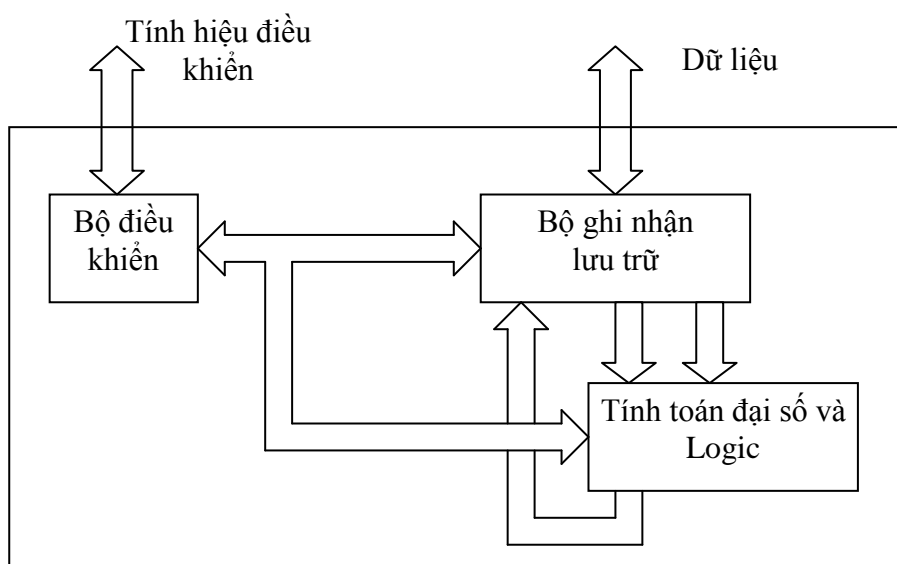 Tính hiệu điều
khiển
Dữ liệu
Bộ điều
khiển
Bộ ghi nhận
lưu trữ
Tính toán đại số và
Logic